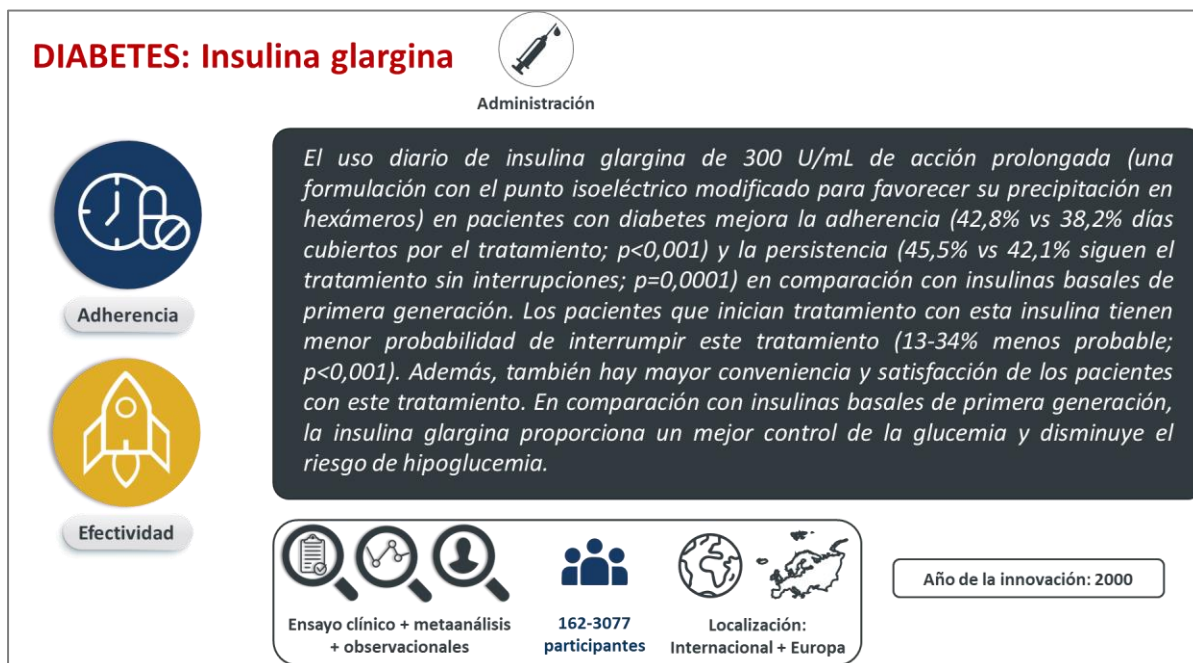 DIABETES: Insulina glargina
Administración
El uso diario de insulina glargina de 300 U/mL de acción prolongada (una
formulación con el punto isoeléctrico modificado para favorecer su precipitación en
hexámeros) en pacientes con diabetes mejora la adherencia (42,8% vs 38,2% días
cubiertos por el tratamiento; p<0,001) y la persistencia (45,5% vs 42,1% siguen el
tratamiento sin interrupciones; p=0,0001) en comparación con insulinas basales de
primera generación. Los pacientes que inician tratamiento con esta insulina tienen
menor probabilidad de interrumpir este tratamiento (13-34% menos probable;
p<0,001). Además, también hay mayor conveniencia y satisfacción de los pacientes
con este tratamiento. En comparación con insulinas basales de primera generación,
la insulina glargina proporciona un mejor control de la glucemia y disminuye el
riesgo de hipoglucemia.
Adherencia
Efectividad
Ensayo clínico + metaanálisis
+ observacionales
162-3077
participantes
Localización:
Internacional + Europa
Año de la innovación: 2000